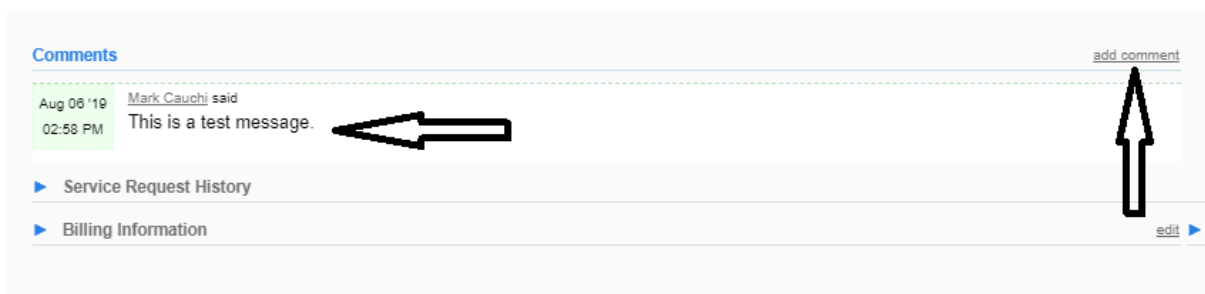 Comments
add comment
Aug 06 '19
02:58 PM
Mark Cauchi said
This is a test message.
Service Request History
Billing Information
edit